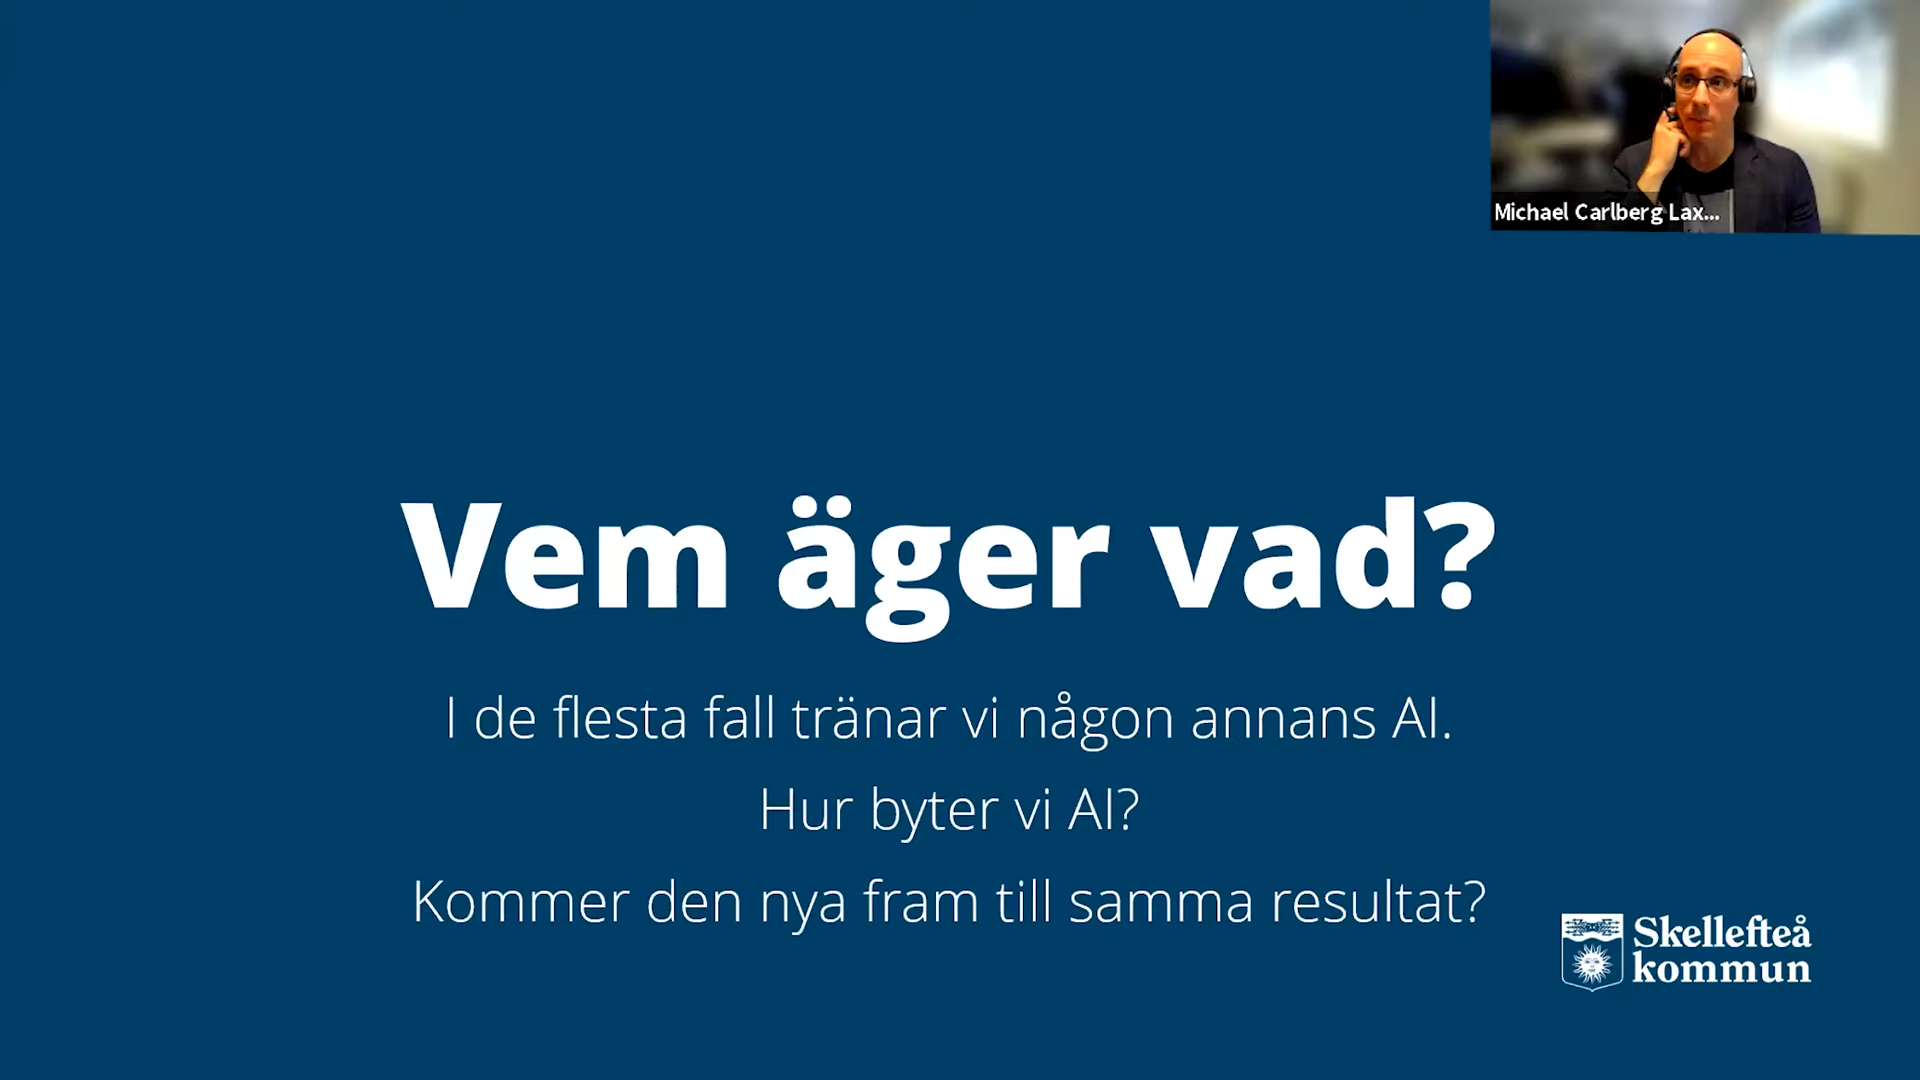 Michael Carlberg Lax...
Vem äger vad?
I de flesta fall tränar vi någon annans AI.
Hur byter vi AI?
Kommer den nya fram till samma resultat?
Skellefteå
kommun